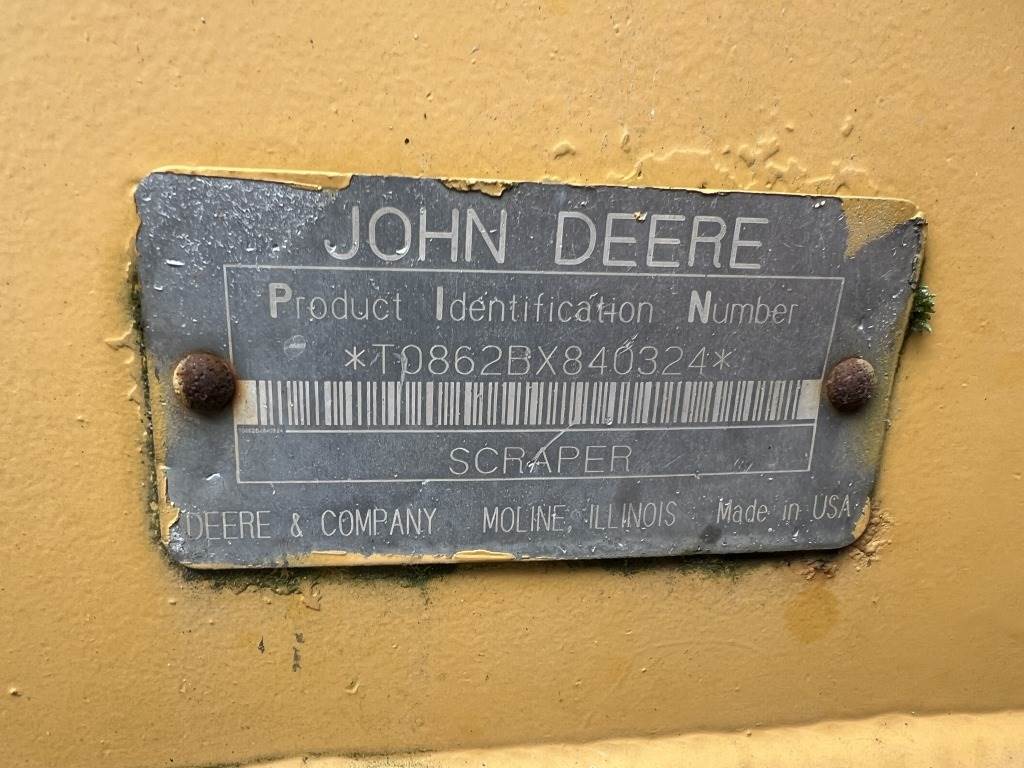 JOHN DEERE
Product Identification Number
*T0862BX840324*
SCRAPER
DEERE & COMPANY MOLINE, ILLINOIS Made in USA